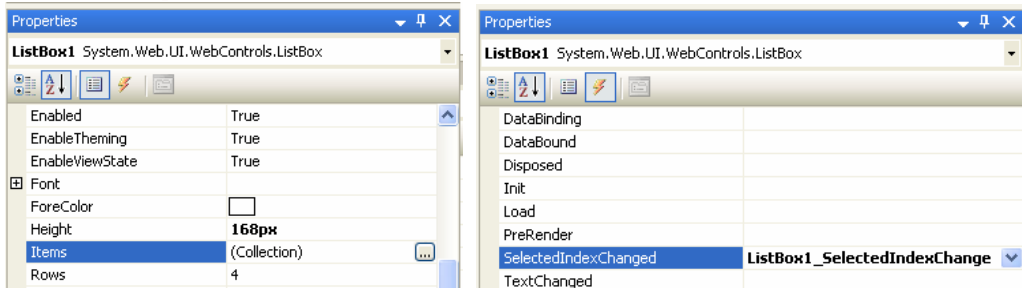 Properties
ListBox1 System.Web.UI.WebControls.ListBox
Enabled True
EnableTheming True
EnableViewState True
Font
ForeColor
Height 168px
Items (Collection) ...
Rows 4
Properties
ListBox1 System.Web.UI.WebControls.ListBox
DataBinding
DataBound
Disposed
Init
Load
PreRender
SelectedIndexChanged ListBox1_SelectedIndexChange
TextChanged